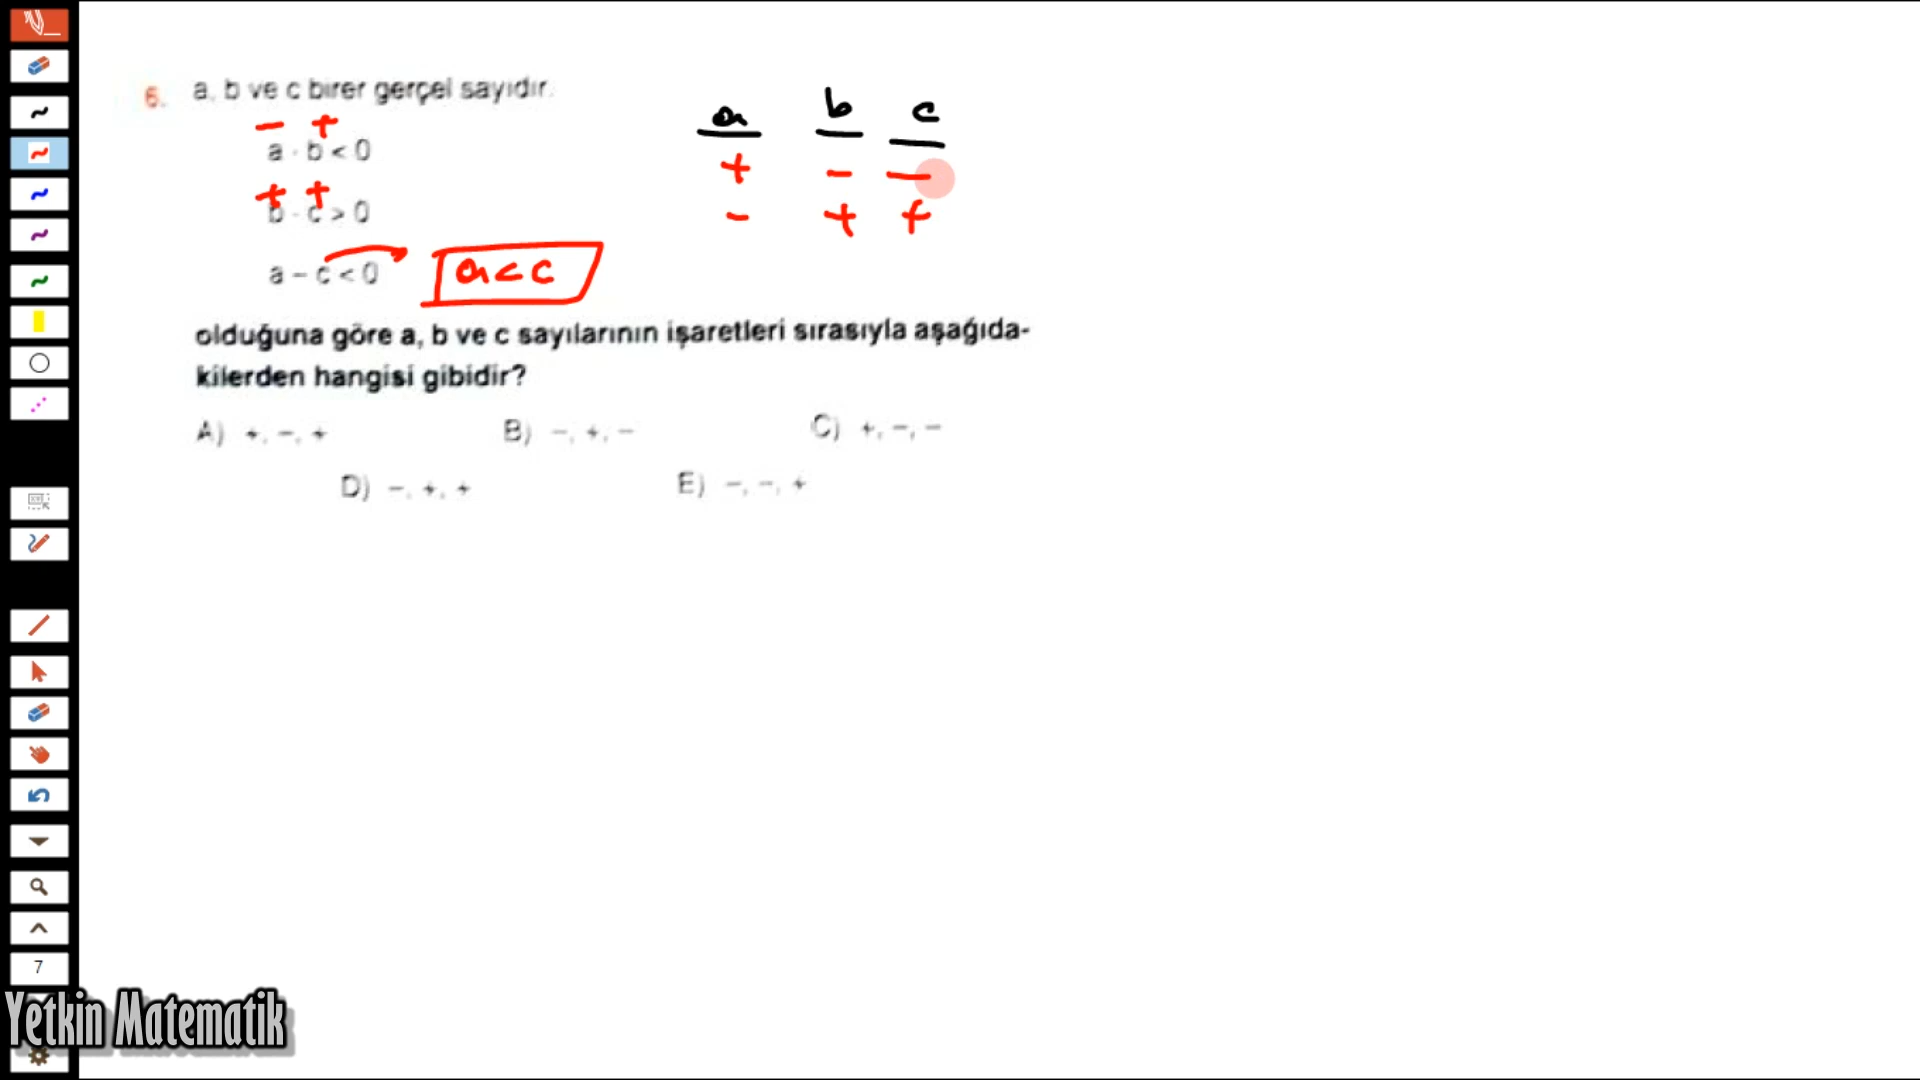 6. a, b ve c birer gerçel sayıdır.
- +
a · b < 0
+ +
b · c > 0
a - c < 0
a < c
a b c
+ - -
- + +
olduğuna göre a, b ve c sayılarının işaretleri sırasıyla aşağıda-
kilerden hangisi gibidir?
A) +, -, + B) -, +, - C) +, -, -
D) -, +, + E) -, -, +
7
Yetkin Matematik